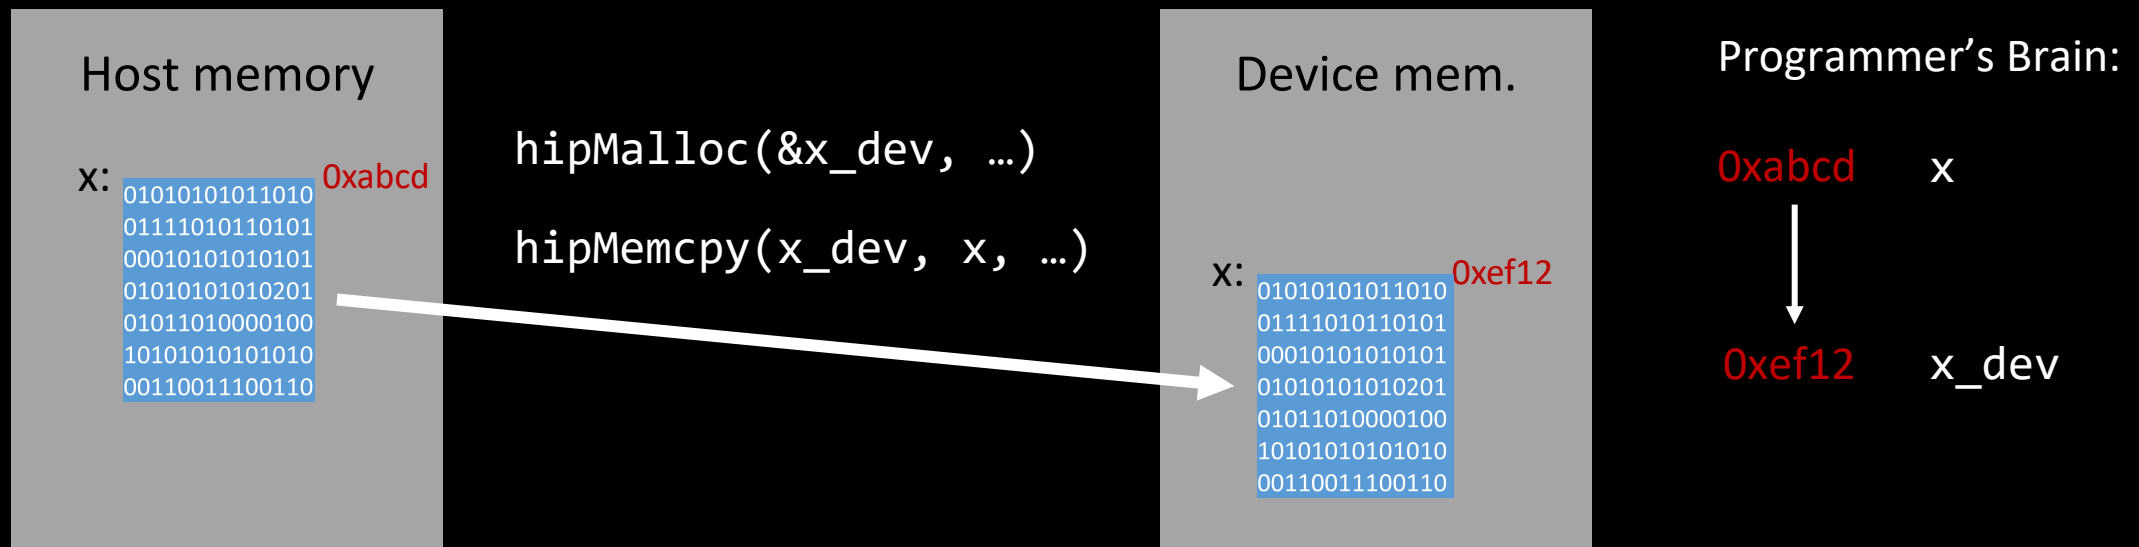 Host memory
x:
0xabcd
01010101011010
01111010110101
00010101010101
01010101010201
01011010000100
10101010101010
00110011100110
hipMalloc(&x_dev, …)
hipMemcpy(x_dev, x, …)
Device mem.
x:
0xef12
01010101011010
01111010110101
00010101010101
01010101010201
01011010000100
10101010101010
00110011100110
Programmer’s Brain:
0xabcd x
0xef12 x_dev